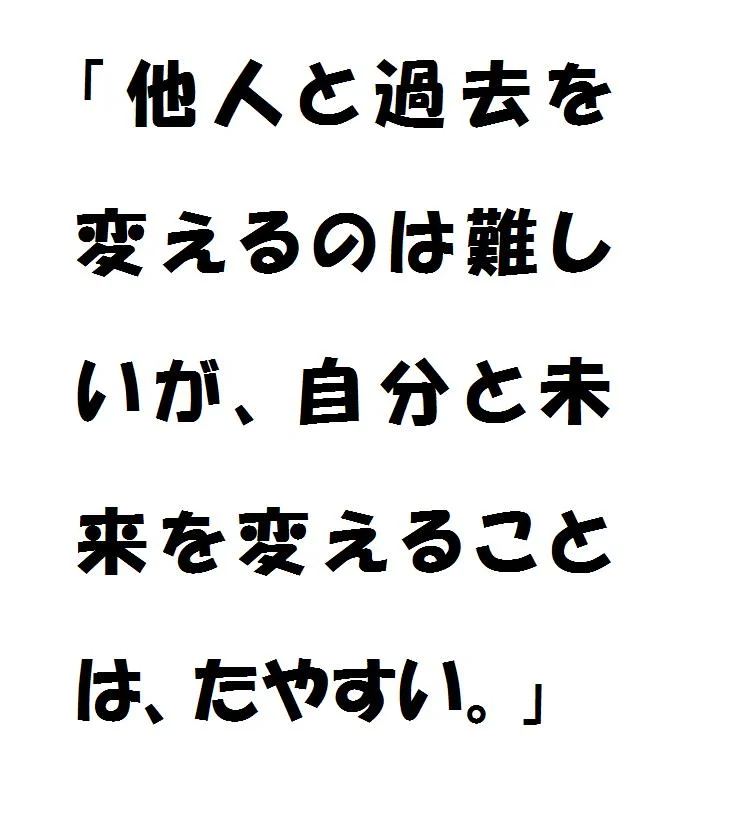 「他人と過去を
変えるのは難し
いが、自分と未
来を変えること
は、たやすい。」